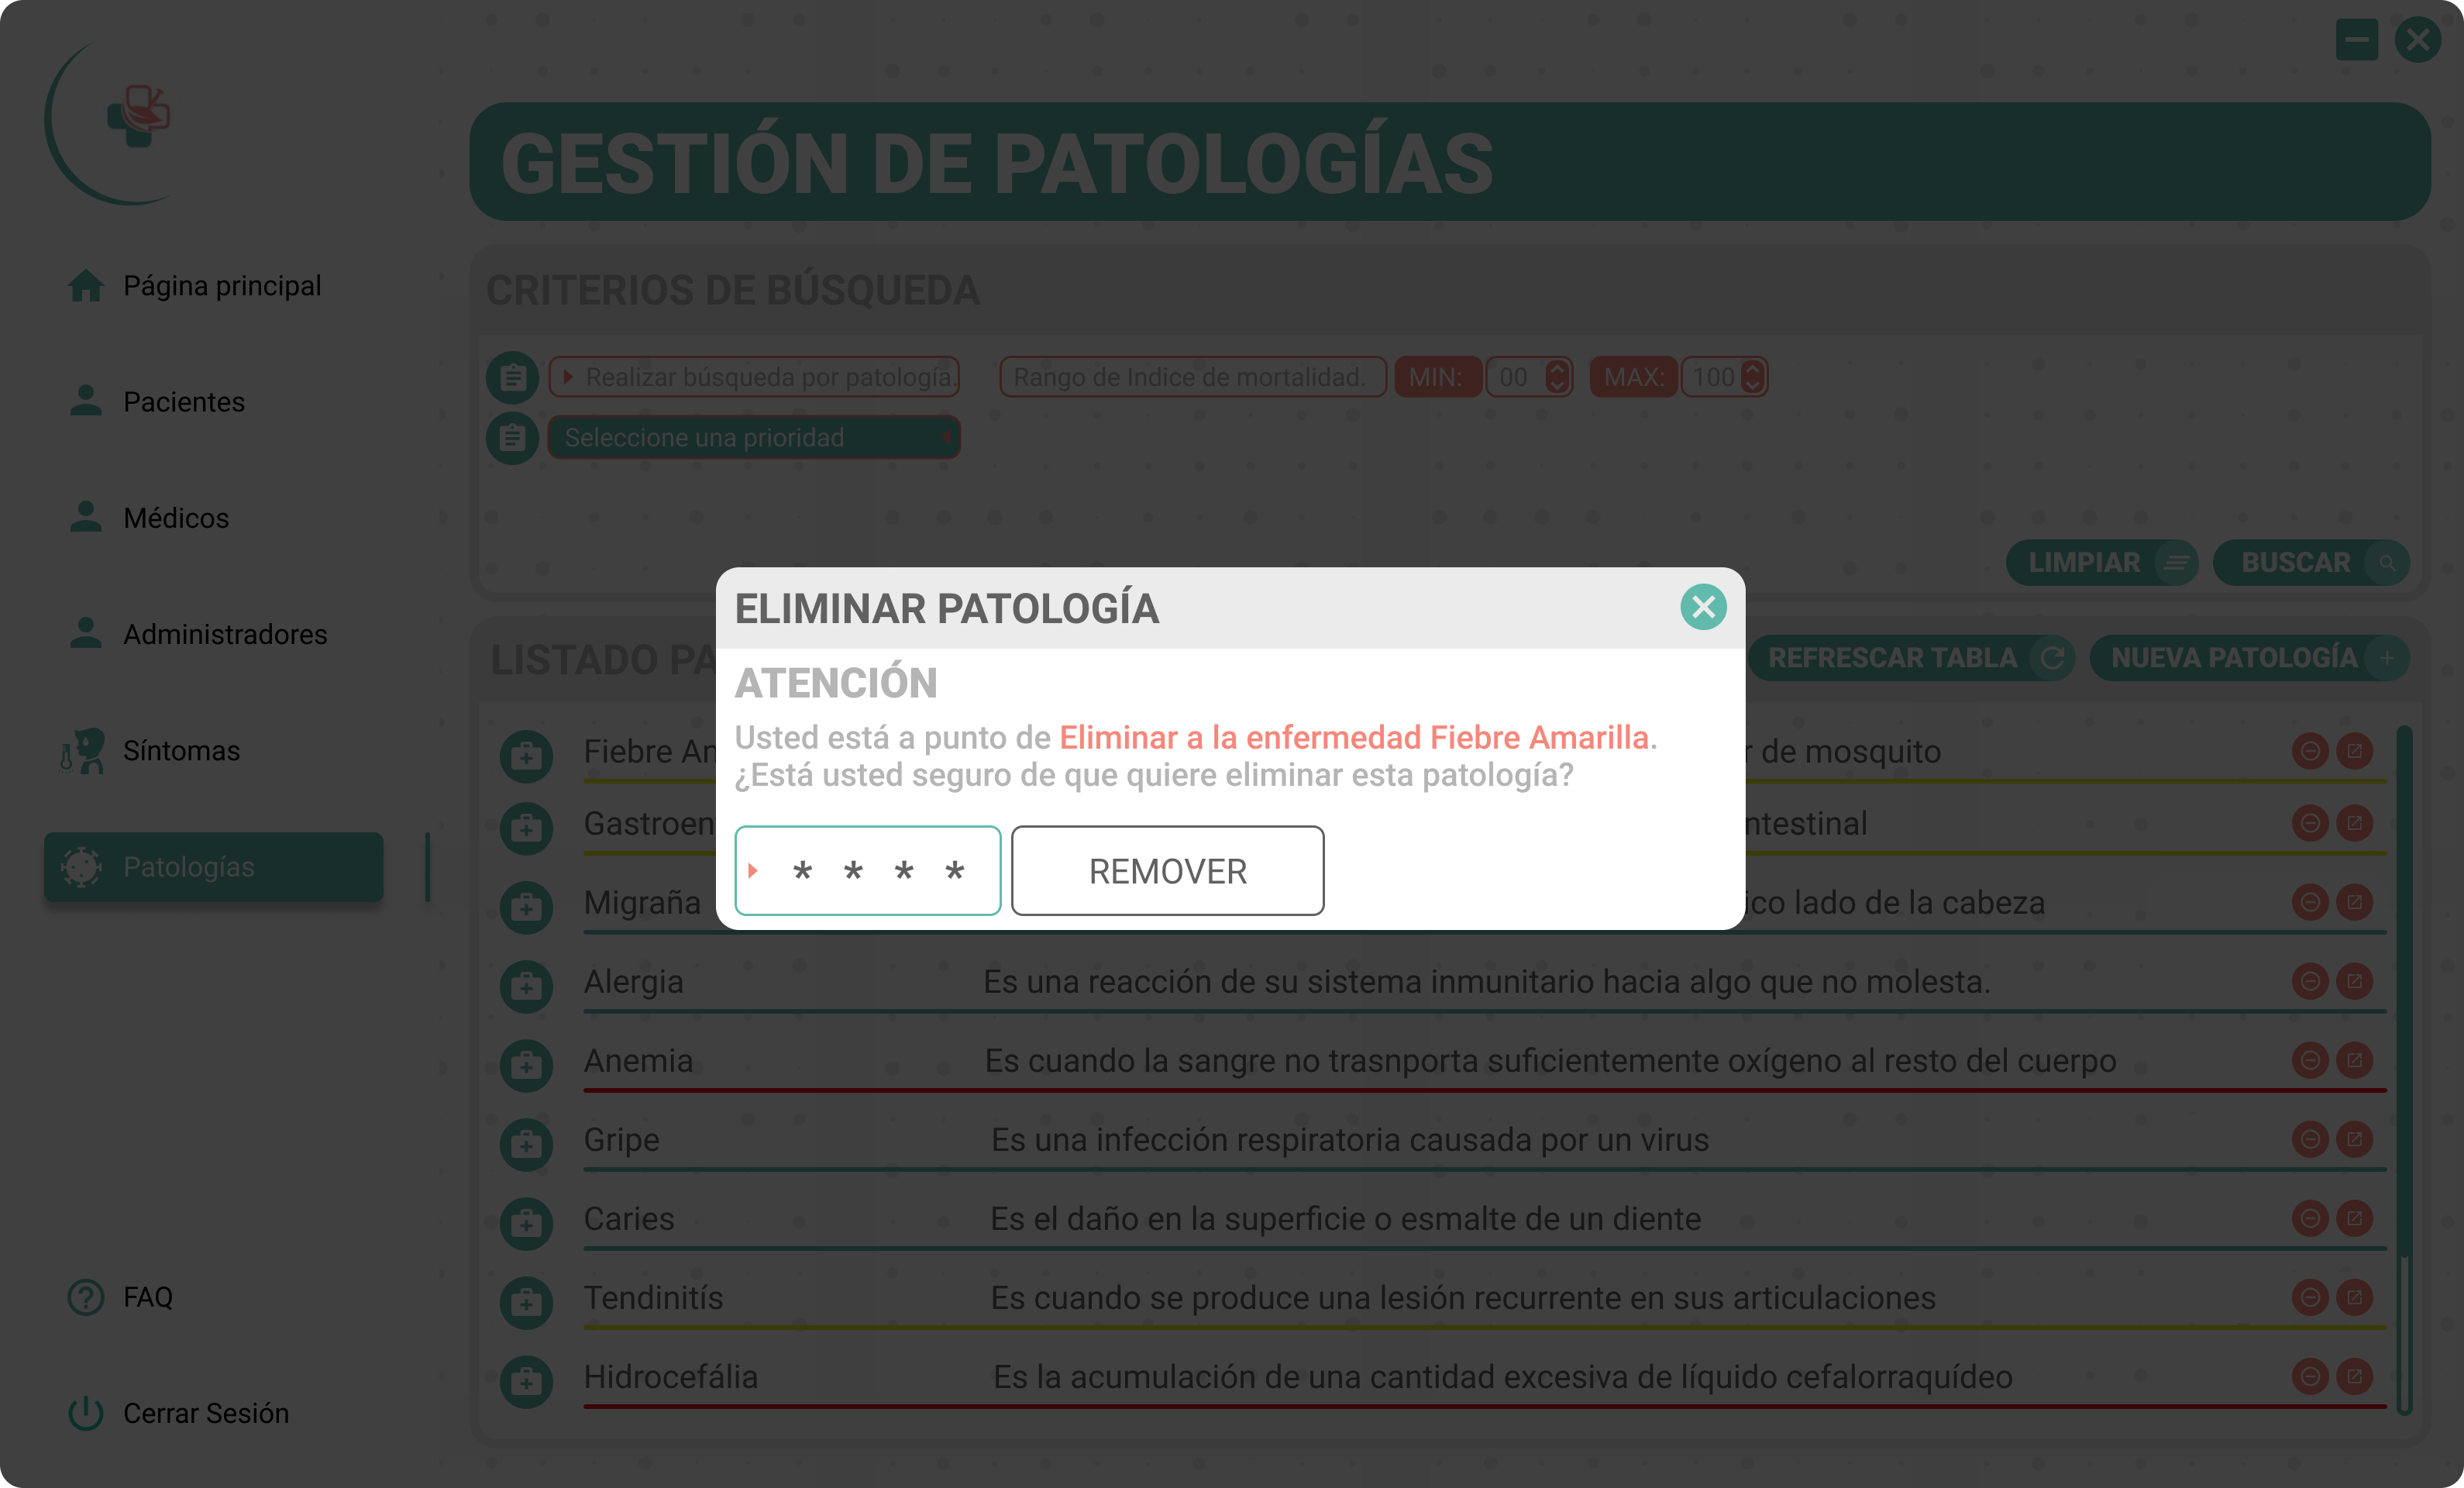 GESTIÓN DE PATOLOGÍAS
Página principal
Pacientes
Médicos
Administradores
Síntomas
Patologías
FAQ
Cerrar Sesión
CRITERIOS DE BÚSQUEDA
Realizar búsqueda por patología.
Rango de Indice de mortalidad. MIN: 00 MAX: 100
Seleccione una prioridad
LIMPIAR BUSCAR
LISTADO PA
REFRESCAR TABLA NUEVA PATOLOGÍA
ELIMINAR PATOLOGÍA
ATENCIÓN
Usted está a punto de Eliminar a la enfermedad Fiebre Amarilla.
¿Está usted seguro de que quiere eliminar esta patología?
* * * * REMOVER
Fiebre Am r de mosquito
Gastroen ntestinal
Migraña ico lado de la cabeza
Alergia Es una reacción de su sistema inmunitario hacia algo que no molesta.
Anemia Es cuando la sangre no trasnporta suficientemente oxígeno al resto del cuerpo
Gripe Es una infección respiratoria causada por un virus
Caries Es el daño en la superficie o esmalte de un diente
Tendinitís Es cuando se produce una lesión recurrente en sus articulaciones
Hidrocefália Es la acumulación de una cantidad excesiva de líquido cefalorraquídeo